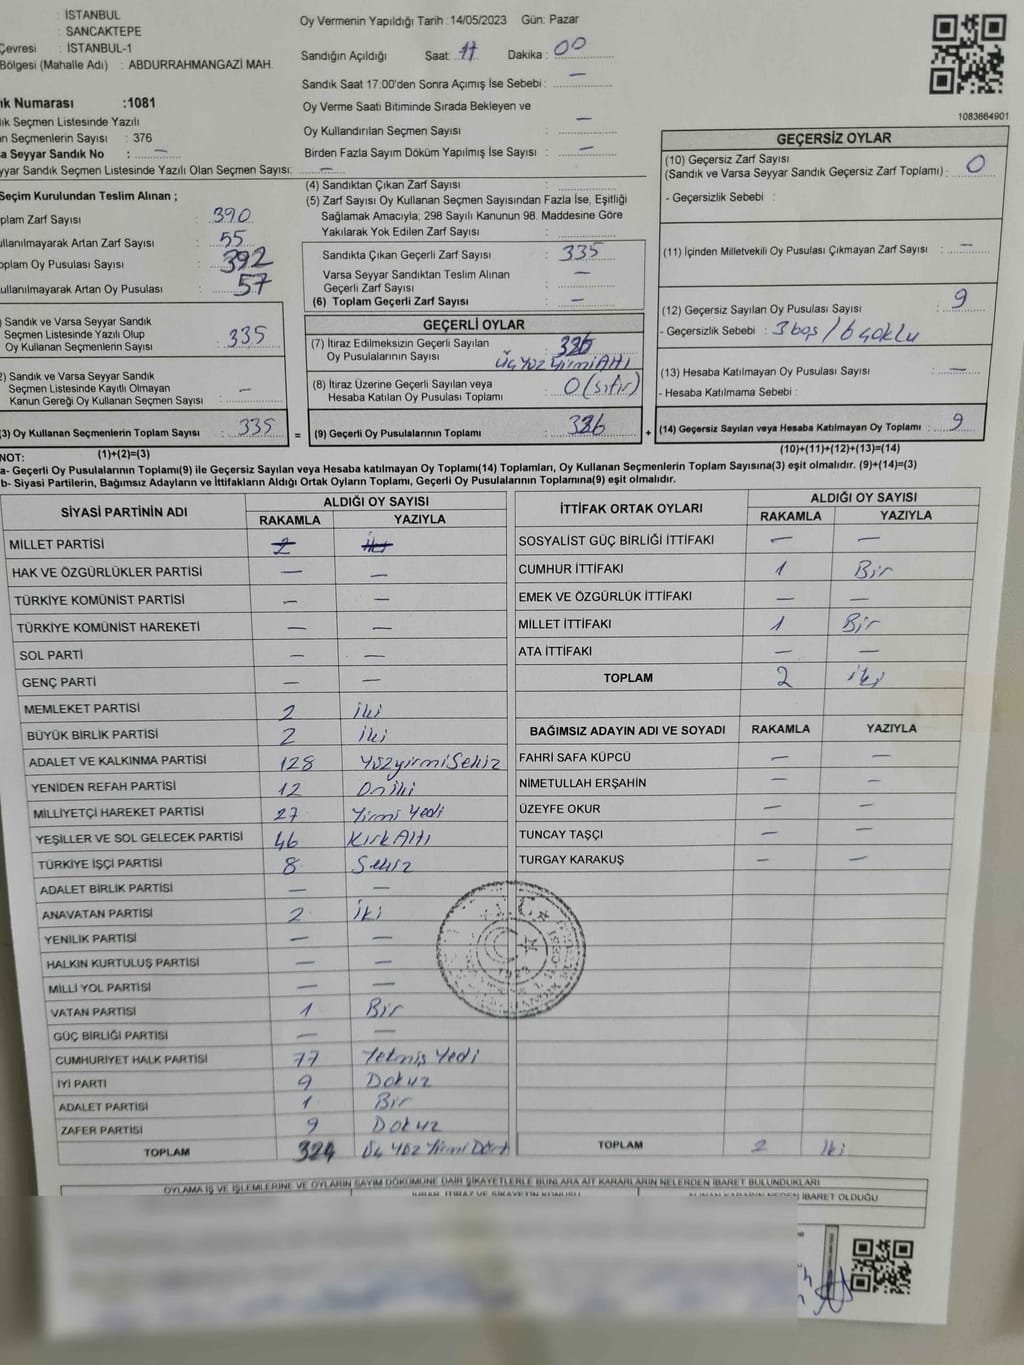 İSTANBUL
SANCAKTEPE
Çevresi : İSTANBUL-1
Bölgesi (Mahalle Adı) : ABDURRAHMANGAZİ MAH.
ık Numarası :1081
lık Seçmen Listesinde Yazılı
n Seçmenlerin Sayısı : 376
a Seyyar Sandık No : —
yyar Sandık Seçmen Listesinde Yazılı Olan Seçmen Sayısı: —
Seçim Kurulundan Teslim Alınan ;
plam Zarf Sayısı : 390
ullanılmayarak Artan Zarf Sayısı : 55
oplam Oy Pusulası Sayısı : 392
ullanılmayarak Artan Oy Pusulası : 57
) Sandık ve Varsa Seyyar Sandık
Seçmen Listesinde Yazılı Olup
Oy Kullanan Seçmenlerin Sayısı : 335
2) Sandık ve Varsa Seyyar Sandık
Seçmen Listesinde Kayıtlı Olmayan
Kanun Gereği Oy Kullanan Seçmen Sayısı : —
(3) Oy Kullanan Seçmenlerin Toplam Sayısı : 335
(1)+(2)=(3)
Oy Vermenin Yapıldığı Tarih :14/05/2023 Gün: Pazar
Sandığın Açıldığı Saat: 17 Dakika : 00
Sandık Saat 17.00'den Sonra Açımış İse Sebebi : —
Oy Verme Saati Bitiminde Sırada Bekleyen ve
Oy Kullandırılan Seçmen Sayısı : —
Birden Fazla Sayım Döküm Yapılmış İse Sayısı : —
(4) Sandıktan Çıkan Zarf Sayısı :
(5) Zarf Sayısı Oy Kullanan Seçmen Sayısından Fazla İse, Eşitliği
Sağlamak Amacıyla, 298 Sayılı Kanunun 98. Maddesine Göre
Yakılarak Yok Edilen Zarf Sayısı :
Sandıkta Çıkan Geçerli Zarf Sayısı : 335
Varsa Seyyar Sandıktan Teslim Alınan —
Geçerli Zarf Sayısı :
(6) Toplam Geçerli Zarf Sayısı : —
GEÇERLİ OYLAR
(7) İtiraz Edilmeksizin Geçerli Sayılan
Oy Pusulalarının Sayısı : 326
Üç Yüz Yirmi Altı
(8) İtiraz Üzerine Geçerli Sayılan veya
Hesaba Katılan Oy Pusulası Toplamı : 0 (sıfır)
= (9) Geçerli Oy Pusulalarının Toplamı : 326 +
1083664901
GEÇERSİZ OYLAR
(10) Geçersiz Zarf Sayısı
(Sandık ve Varsa Seyyar Sandık Geçersiz Zarf Toplamı) : 0
- Geçersizlik Sebebi :
(11) İçinden Milletvekili Oy Pusulası Çıkmayan Zarf Sayısı : —
(12) Geçersiz Sayılan Oy Pusulası Sayısı : 9
- Geçersizlik Sebebi : 3 boş / 6 çoklu
(13) Hesaba Katılmayan Oy Pusulası Sayısı : —
- Hesaba Katılmama Sebebi :
(14) Geçersiz Sayılan veya Hesaba Katılmayan Oy Toplamı : 9
(10)+(11)+(12)+(13)=(14)
NOT:
a- Geçerli Oy Pusulalarının Toplamı(9) ile Geçersiz Sayılan veya Hesaba katılmayan Oy Toplamı(14) Toplamları, Oy Kullanan Seçmenlerin Toplam Sayısına(3) eşit olmalıdır. (9)+(14)=(3)
b- Siyasi Partilerin, Bağımsız Adayların ve İttifakların Aldığı Ortak Oyların Toplamı, Geçerli Oy Pusulalarının Toplamına(9) eşit olmalıdır.
SİYASİ PARTİNİN ADI ALDIĞI OY SAYISI
RAKAMLA YAZIYLA
MİLLET PARTİSİ 2 iki
HAK VE ÖZGÜRLÜKLER PARTİSİ — —
TÜRKİYE KOMÜNİST PARTİSİ — —
TÜRKİYE KOMÜNİST HAREKETİ — —
SOL PARTİ — —
GENÇ PARTİ — —
MEMLEKET PARTİSİ 2 iki
BÜYÜK BİRLİK PARTİSİ 2 iki
ADALET VE KALKINMA PARTİSİ 128 YüzyirmiSekiz
YENİDEN REFAH PARTİSİ 12 Oniki
MİLLİYETÇİ HAREKET PARTİSİ 27 Yirmi Yedi
YEŞİLLER VE SOL GELECEK PARTİSİ 46 Kırk Altı
TÜRKİYE İŞÇİ PARTİSİ 8 Sekiz
ADALET BİRLİK PARTİSİ — —
ANAVATAN PARTİSİ 2 iki
YENİLİK PARTİSİ — —
HALKIN KURTULUŞ PARTİSİ — —
MİLLİ YOL PARTİSİ — —
VATAN PARTİSİ 1 Bir
GÜÇ BİRLİĞİ PARTİSİ — —
CUMHURİYET HALK PARTİSİ 77 Yetmiş Yedi
İYİ PARTİ 9 Dokuz
ADALET PARTİSİ 1 Bir
ZAFER PARTİSİ 9 Dokuz
TOPLAM 324 Üç Yüz Yirmi Dört
İTTİFAK ORTAK OYLARI ALDIĞI OY SAYISI
RAKAMLA YAZIYLA
SOSYALİST GÜÇ BİRLİĞİ İTTİFAKI — —
CUMHUR İTTİFAKI 1 Bir
EMEK VE ÖZGÜRLÜK İTTİFAKI — —
MİLLET İTTİFAKI 1 Bir
ATA İTTİFAKI — —
TOPLAM 2 iki
BAĞIMSIZ ADAYIN ADI VE SOYADI RAKAMLA YAZIYLA
FAHRİ SAFA KÜPCÜ — —
NİMETULLAH ERŞAHİN — —
ÜZEYFE OKUR — —
TUNCAY TAŞÇI — —
TURGAY KARAKUŞ — —
TOPLAM 2 iki
OYLAMA İŞ VE İŞLEMLERİNE VE OYLARIN SAYIM DÖKÜMÜNE DAİR ŞİKAYETLERLE BUNLARA AİT KARARLARIN NELERDEN İBARET BULUNDUKLARI
İHBAR, İTİRAZ VE ŞİKAYETİN KONUSU ALINAN KARARIN NEDEN İBARET OLDUĞU